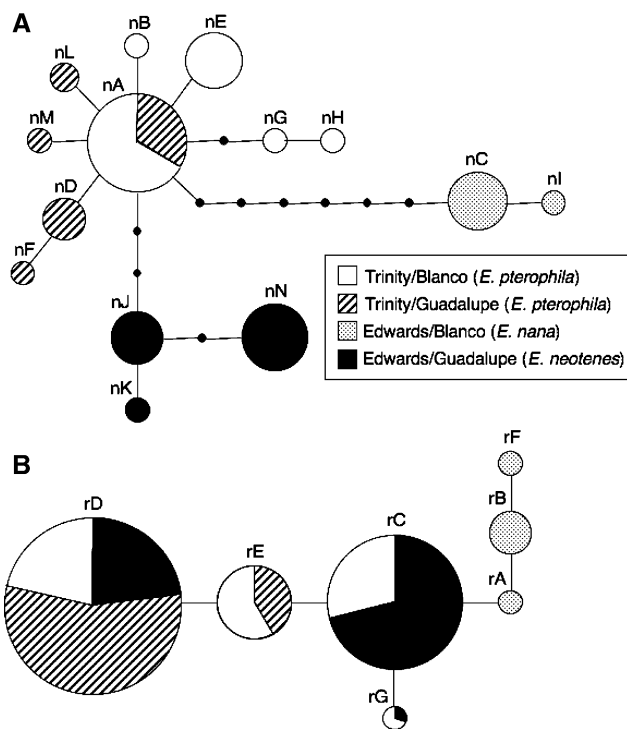 A
nB
nE
nL
nA
nM
nG
nH
nD
nC
nI
nF
Trinity/Blanco (E. pterophila)
Trinity/Guadalupe (E. pterophila)
Edwards/Blanco (E. nana)
Edwards/Guadalupe (E. neotenes)
nJ
nN
nK
B
rF
rD
rB
rC
rE
rA
rG